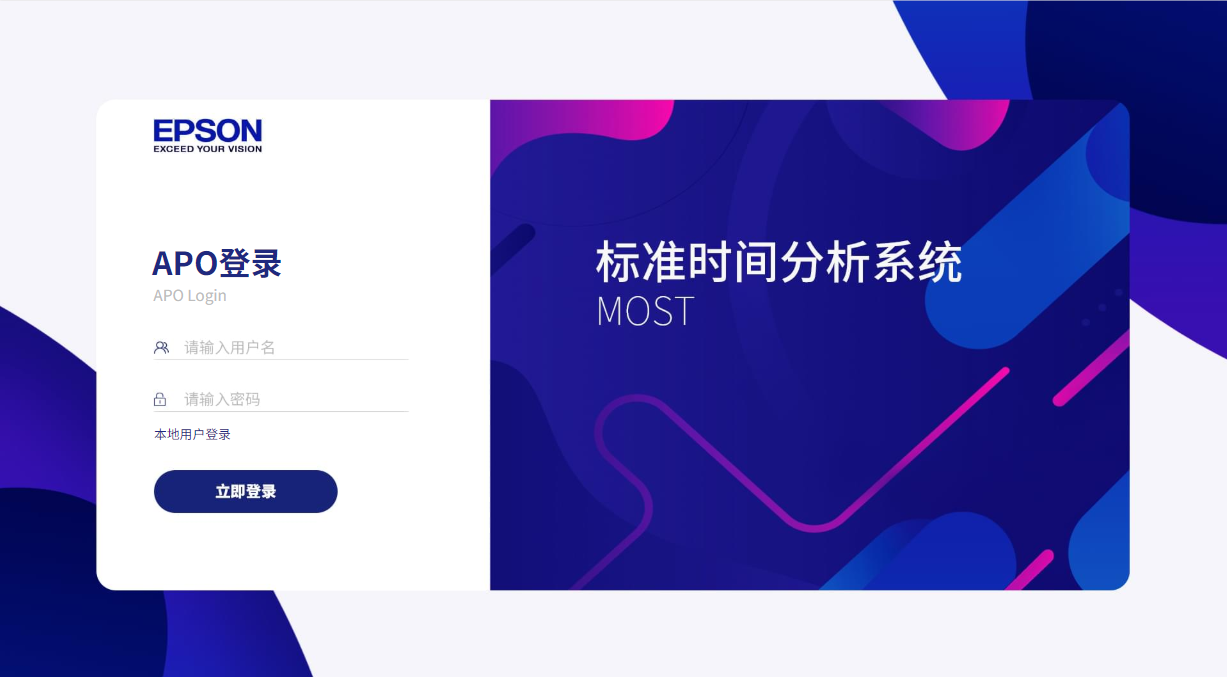 EPSON
EXCEED YOUR VISION
APO登录
APO Login
请输入用户名
请输入密码
本地用户登录
立即登录
标准时间分析系统
MOST